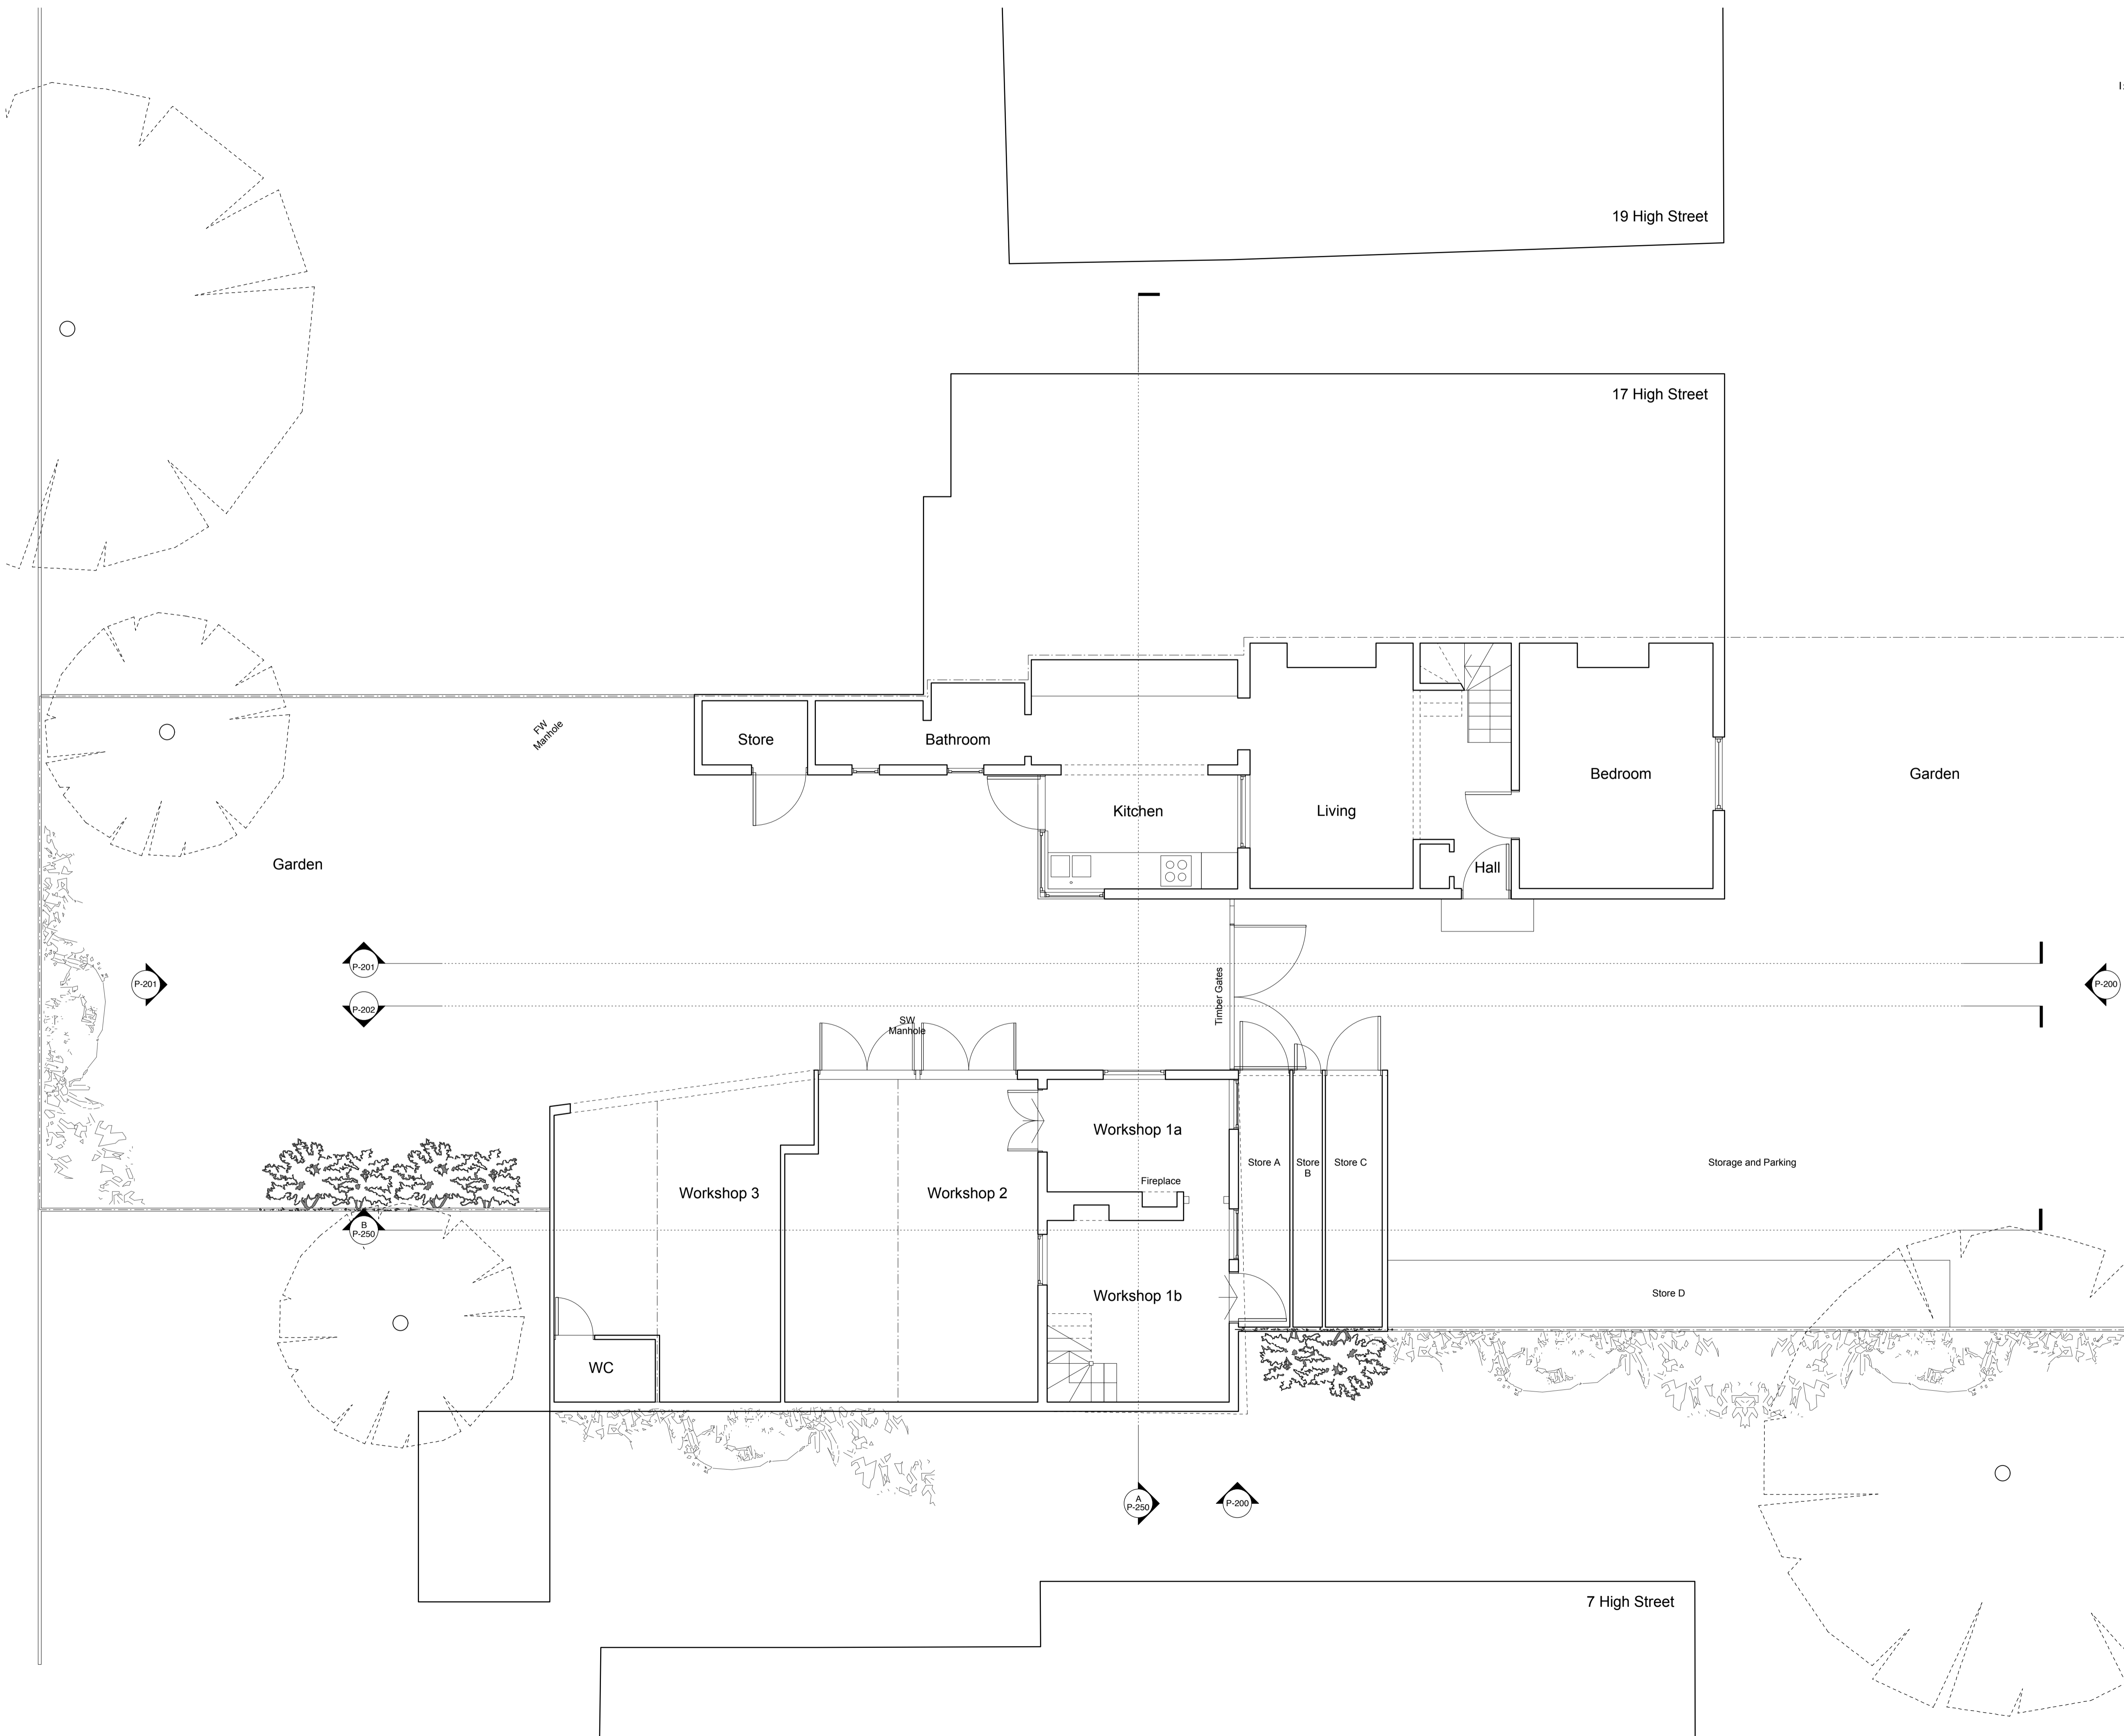 19 High Street
17 High Street
FW
Manhole
Store
Bathroom
Kitchen
Living
Hall
Bedroom
Garden
Garden
P-201
P-201
P-202
P-200
Timber Gates
SW
Manhole
Workshop 1a
Fireplace
Store A
Store
B
Store C
Storage and Parking
Workshop 3
Workshop 2
B
P-250
Workshop 1b
Store D
WC
A
P-250
P-200
7 High Street